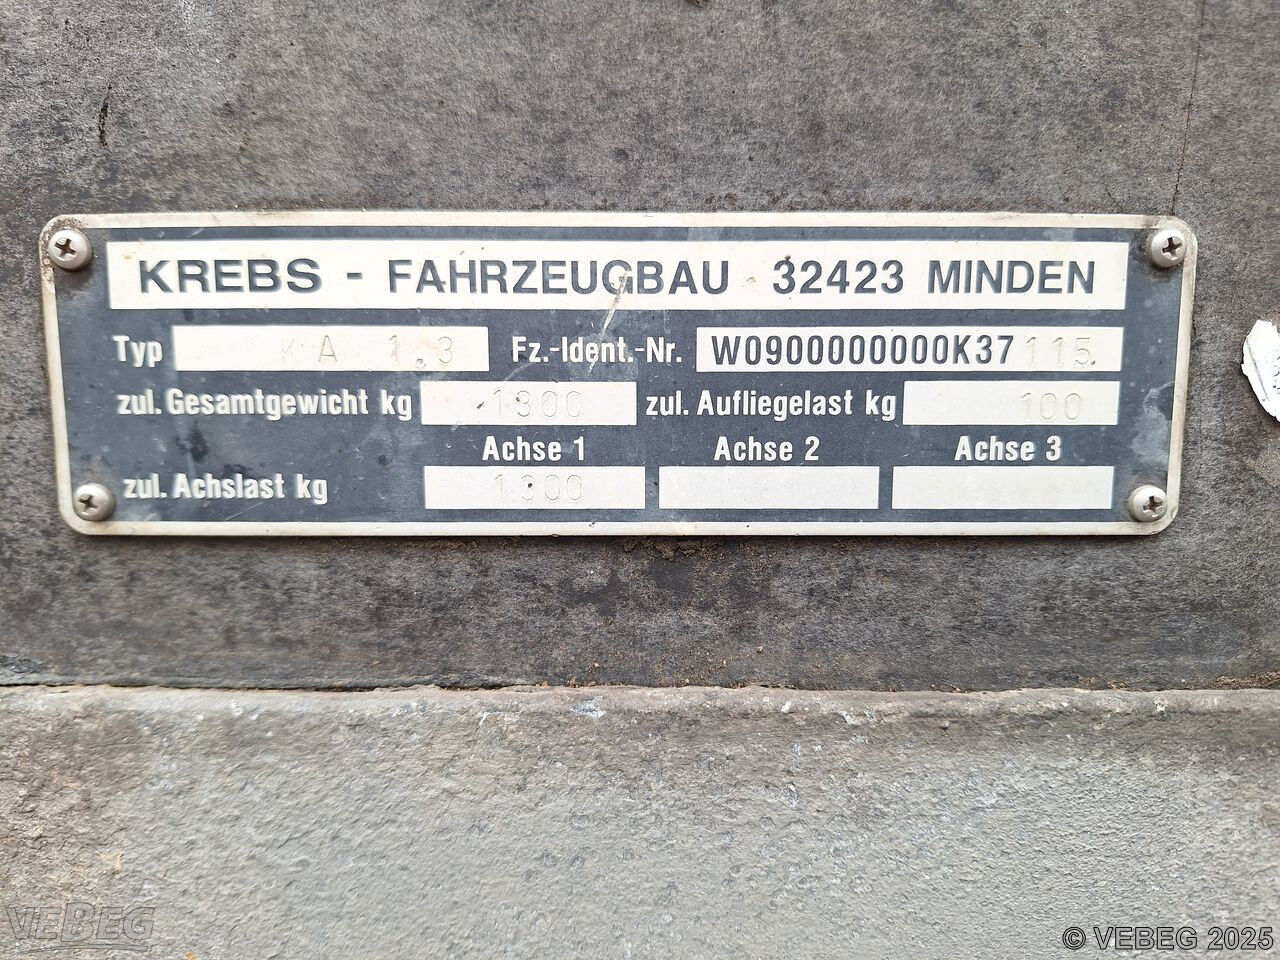 KREBS - FAHRZEUGBAU 32423 MINDEN
Typ KA 1.3 Fz.-Ident.-Nr. W0900000000K37115.
zul. Gesamtgewicht kg 1300 zul. Aufliegelast kg 100
Achse 1 Achse 2 Achse 3
zul. Achslast kg 1300
VEBEG
© VEBEG 2025